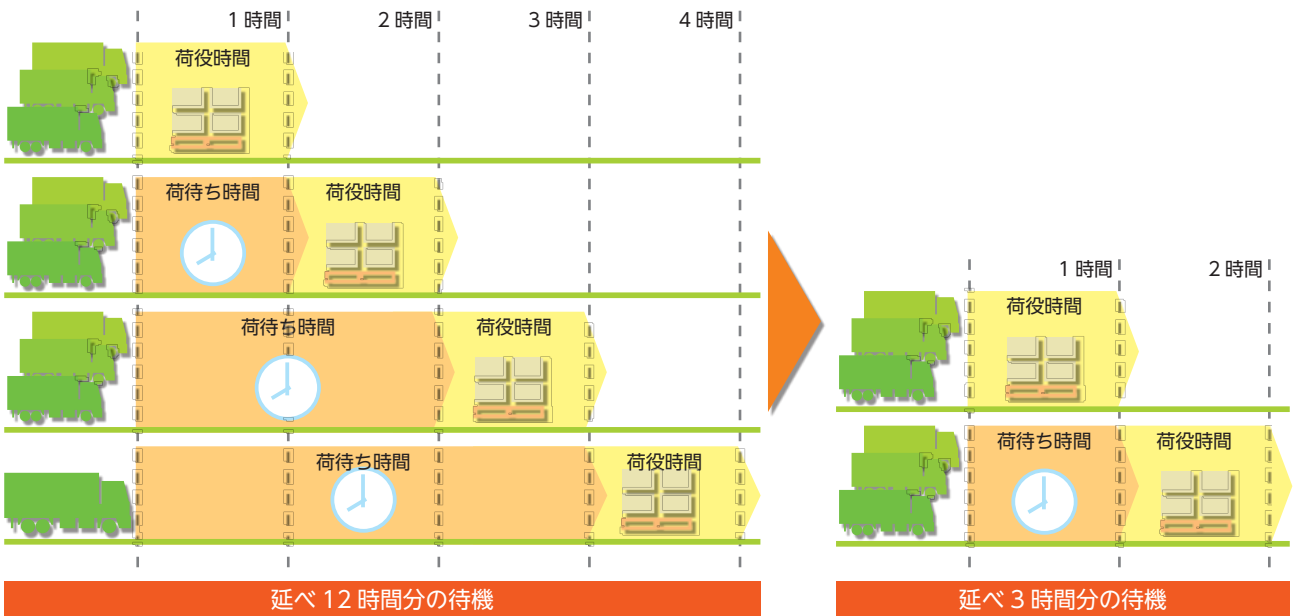 1 時間
2 時間
3 時間
4 時間
荷役時間
荷待ち時間
荷役時間
荷待ち時間
荷役時間
荷待ち時間
荷役時間
延べ 12 時間分の待機
1 時間
2 時間
荷役時間
荷待ち時間
荷役時間
延べ 3 時間分の待機